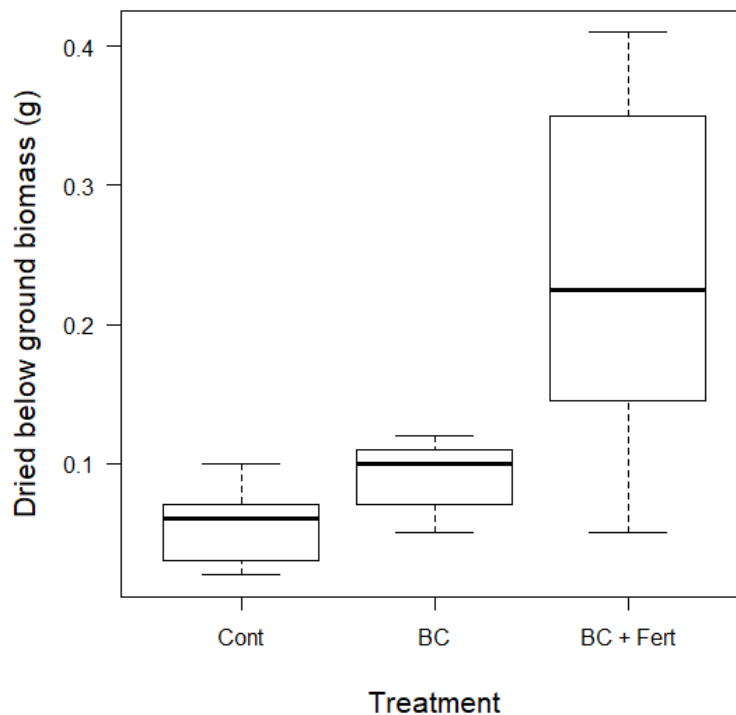 Dried below ground biomass (g)
0.4
0.3
0.2
0.1
Cont
BC
BC + Fert
Treatment